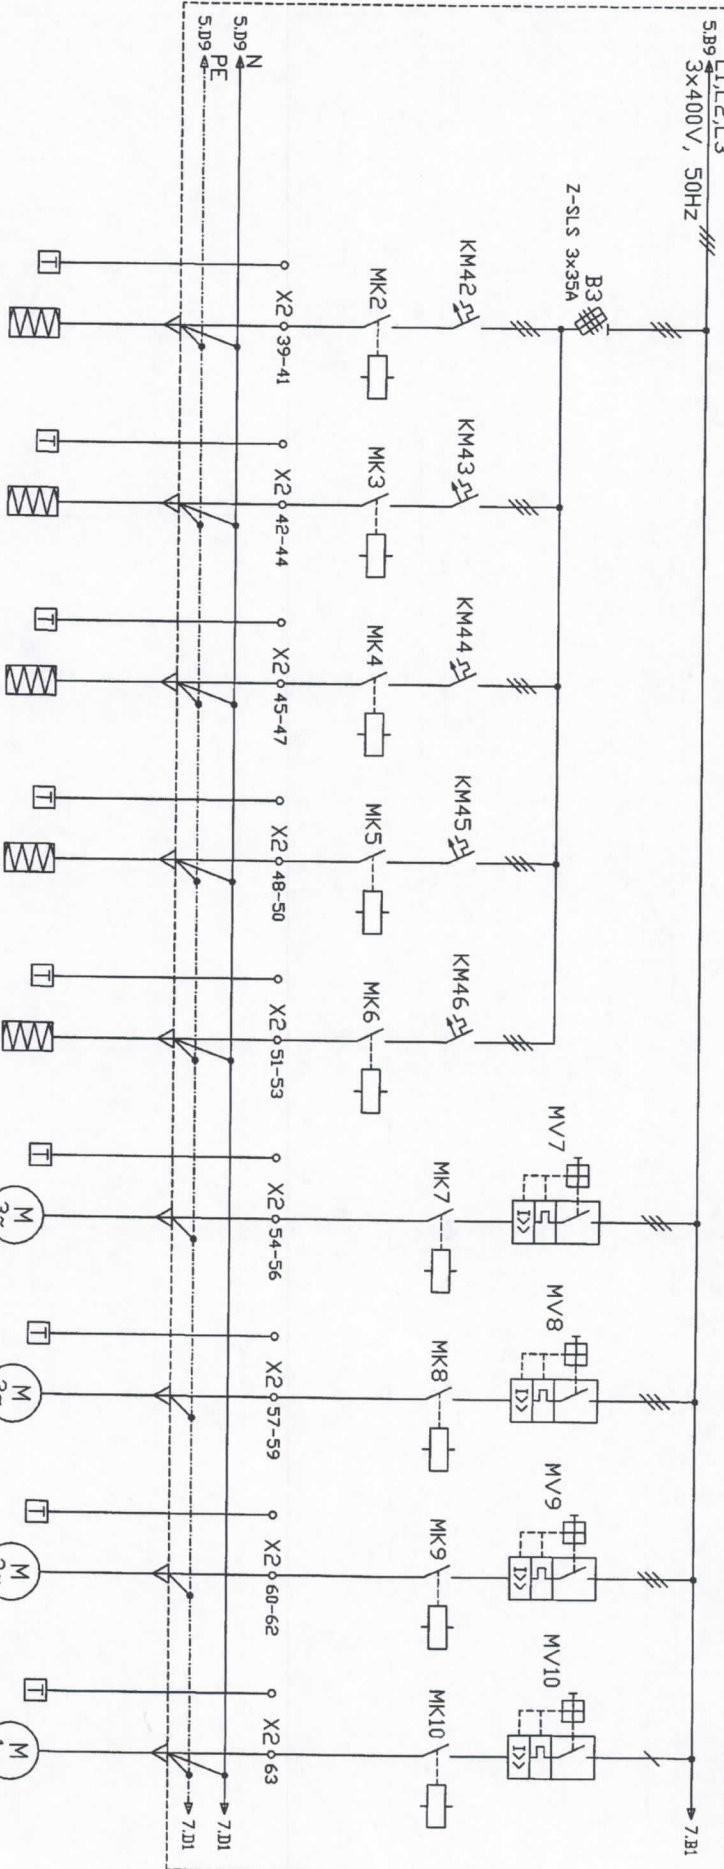 L1,L2,L3
5.B9
3x400V, 50Hz
7.B1
B3
Z-SLS 3x35A
KM42
KM43
KM44
KM45
KM46
MV7
MV8
MV9
MV10
I>>
I>>
I>>
I>>
MK2
MK3
MK4
MK5
MK6
MK7
MK8
MK9
MK10
X2 39-41
X2 42-44
X2 45-47
X2 48-50
X2 51-53
X2 54-56
X2 57-59
X2 60-62
X2 63
N
5.D9
7.D1
PE
5.D9
7.D1
T
T
T
T
T
T
T
T
T
M
M
M
M
3~